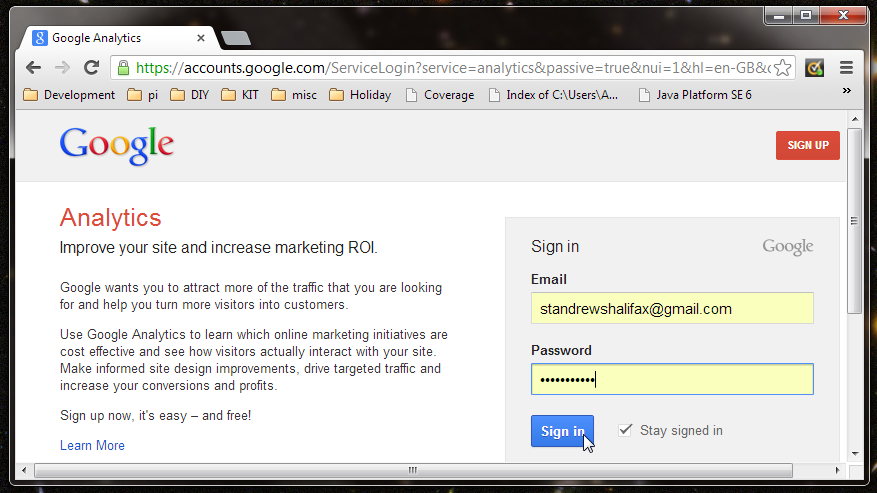 Google Analytics
https://accounts.google.com/ServiceLogin?service=analytics&passive=true&nui=1&hl=en-GB&c
Development pi DIY KIT misc Holiday Coverage Index of C:\Users\A... Java Platform SE 6 »
Google
SIGN UP
Analytics
Improve your site and increase marketing ROI.
Google wants you to attract more of the traffic that you are looking
for and help you turn more visitors into customers.
Use Google Analytics to learn which online marketing initiatives are
cost effective and see how visitors actually interact with your site.
Make informed site design improvements, drive targeted traffic and
increase your conversions and profits.
Sign up now, it's easy – and free!
Learn More
Sign in Google
Email
standrewshalifax@gmail.com
Password
•••••••••••
Sign in Stay signed in